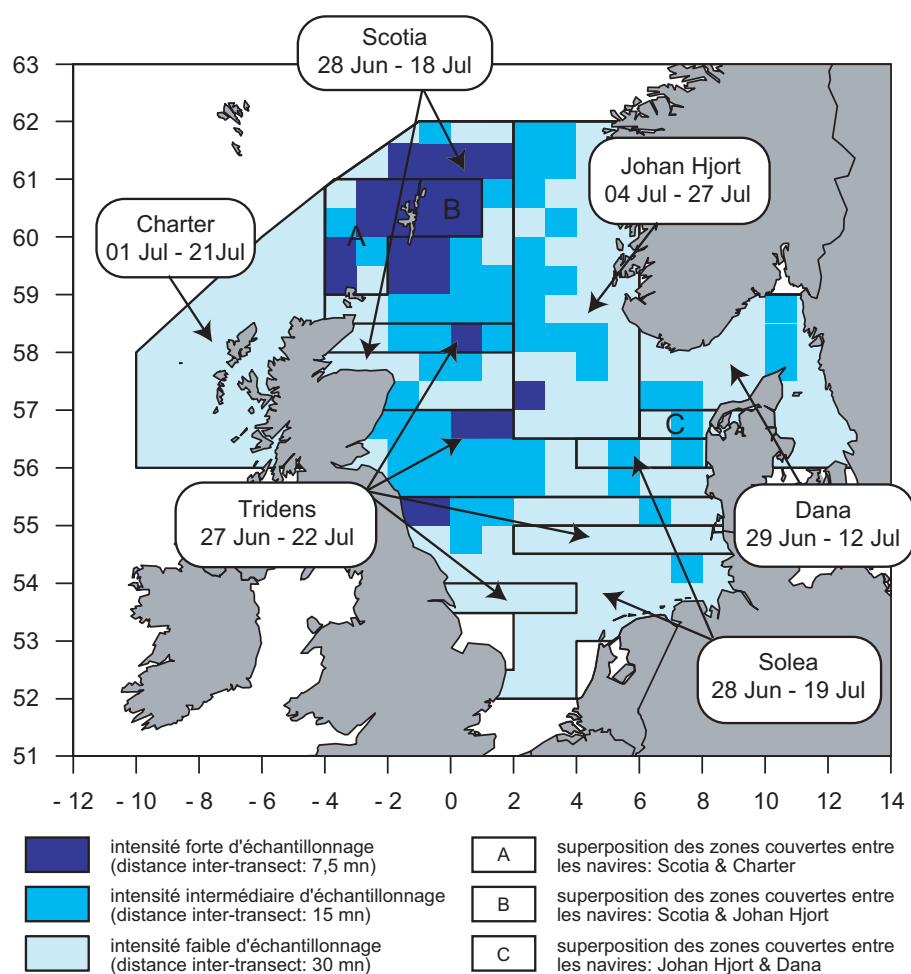 Scotia
28 Jun - 18 Jul
63
62
61
60
59
58
57
56
55
54
53
52
51
Johan Hjort
04 Jul - 27 Jul
Charter
01 Jul - 21Jul
A
B
C
Tridens
27 Jun - 22 Jul
Dana
29 Jun - 12 Jul
Solea
28 Jun - 19 Jul
- 12 - 10 - 8 - 6 - 4 - 2 0 2 4 6 8 10 12 14
intensité forte d'échantillonnage
(distance inter-transect: 7,5 mn)
intensité intermédiaire d'échantillonnage
(distance inter-transect: 15 mn)
intensité faible d'échantillonnage
(distance inter-transect: 30 mn)
A
superposition des zones couvertes entre
les navires: Scotia & Charter
B
superposition des zones couvertes entre
les navires: Scotia & Johan Hjort
C
superposition des zones couvertes entre
les navires: Johan Hjort & Dana